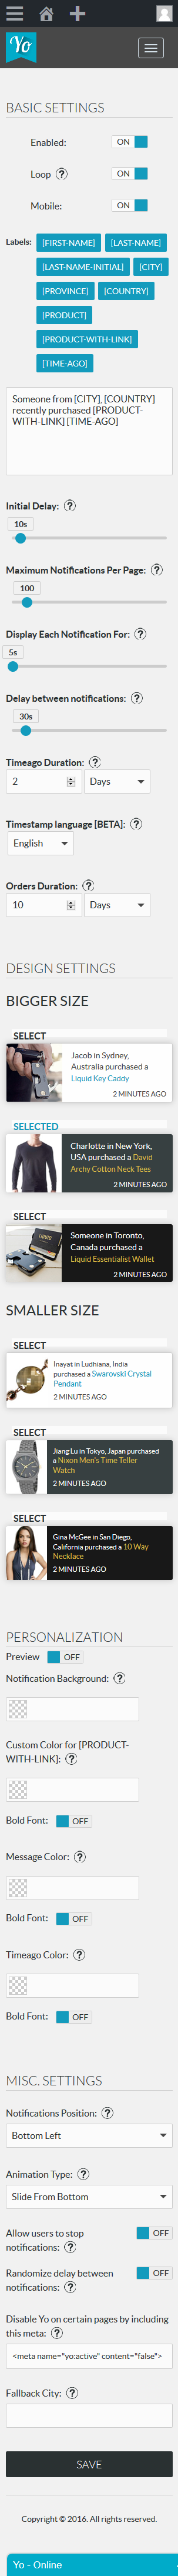 Yo
BASIC SETTINGS
Enabled: ON
Loop ? ON
Mobile: ON
Labels: [FIRST-NAME] [LAST-NAME]
[LAST-NAME-INITIAL] [CITY]
[PROVINCE] [COUNTRY]
[PRODUCT]
[PRODUCT-WITH-LINK]
[TIME-AGO]
Someone from [CITY], [COUNTRY]
recently purchased [PRODUCT-
WITH-LINK] [TIME-AGO]
Initial Delay: ?
10s
Maximum Notifications Per Page: ?
100
Display Each Notification For: ?
5s
Delay between notifications: ?
30s
Timeago Duration: ?
2 Days
Timestamp language [BETA]: ?
English
Orders Duration: ?
10 Days
DESIGN SETTINGS
BIGGER SIZE
SELECT
Jacob in Sydney,
Australia purchased a
Liquid Key Caddy
2 MINUTES AGO
SELECTED
Charlotte in New York,
USA purchased a David
Archy Cotton Neck Tees
2 MINUTES AGO
SELECT
Someone in Toronto,
Canada purchased a
Liquid Essentialist Wallet
2 MINUTES AGO
SMALLER SIZE
SELECT
Inayat in Ludhiana, India
purchased a Swarovski Crystal
Pendant
2 MINUTES AGO
SELECT
Jiang Lu in Tokyo, Japan purchased
a Nixon Men's Time Teller
Watch
2 MINUTES AGO
SELECT
Gina McGee in San Diego,
California purchased a 10 Way
Necklace
2 MINUTES AGO
PERSONALIZATION
Preview OFF
Notification Background: ?
Custom Color for [PRODUCT-
WITH-LINK]: ?
Bold Font: OFF
Message Color: ?
Bold Font: OFF
Timeago Color: ?
Bold Font: OFF
MISC. SETTINGS
Notifications Position: ?
Bottom Left
Animation Type: ?
Slide From Bottom
Allow users to stop OFF
notifications: ?
Randomize delay between OFF
notifications: ?
Disable Yo on certain pages by including
this meta: ?
<meta name="yo:active" content="false">
Fallback City: ?
SAVE
Copyright © 2016. All rights reserved.
Yo - Online